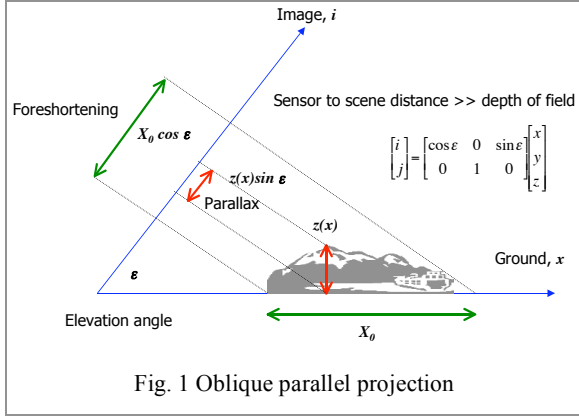 Image, i
Foreshortening
X₀ cos ε
Sensor to scene distance >> depth of field
[i j] = [cos ε 0 sin ε 0 1 0] [x y z]
z(x)sin ε
Parallax
z(x)
Ground, x
ε
Elevation angle
X₀
Fig. 1 Oblique parallel projection